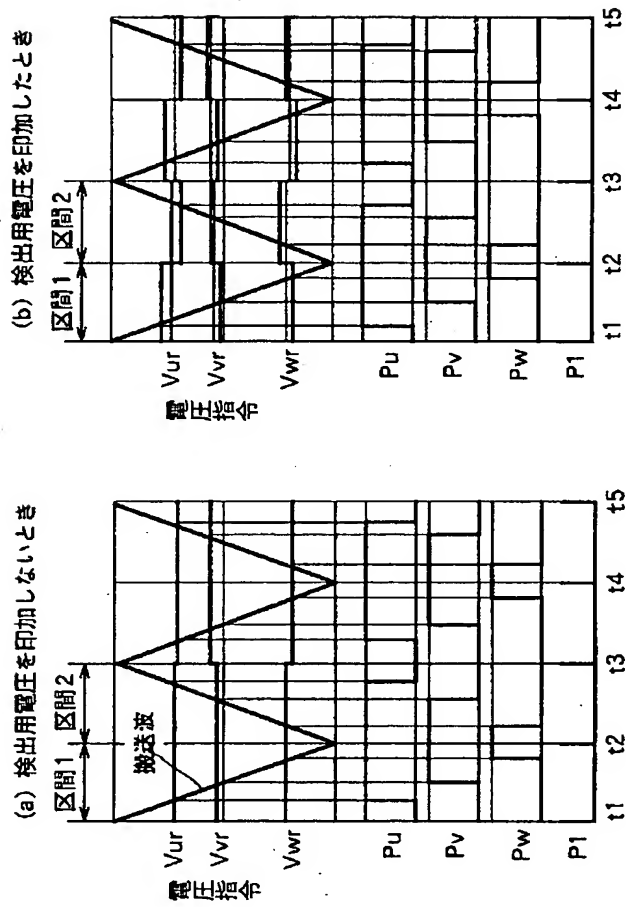 (a) 検出用電圧を印加しないとき
区間1
区間2
搬送波
電圧指令
Vur
Vvr
Vwr
Pu
Pv
Pw
P1
t1
t2
t3
t4
t5
(b) 検出用電圧を印加したとき
区間1
区間2
電圧指令
Vur
Vvr
Vwr
Pu
Pv
Pw
P1
t1
t2
t3
t4
t5